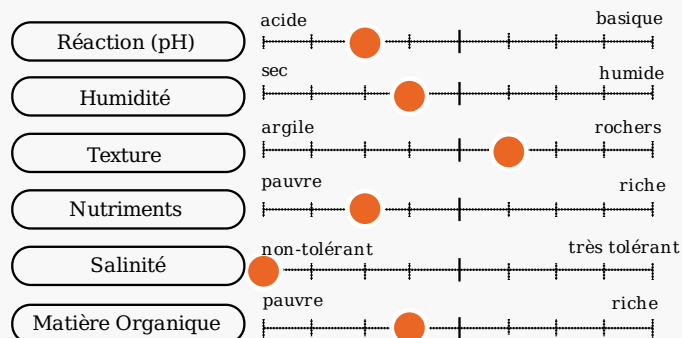 acide basique
Réaction (pH)
sec humide
Humidité
argile rochers
Texture
pauvre riche
Nutriments
non-tolérant très tolérant
Salinité
pauvre riche
Matière Organique